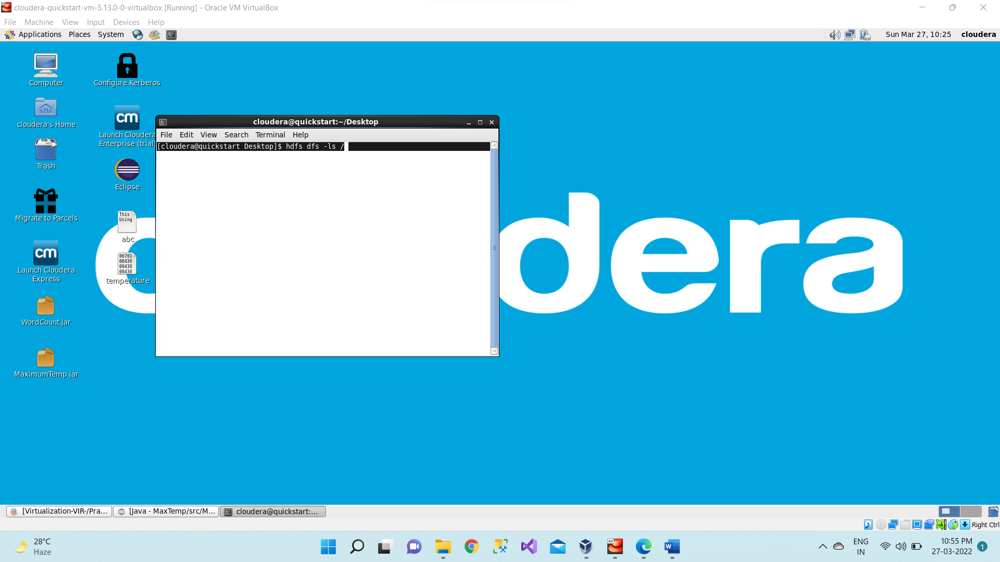 cloudera-quickstart-vm-5.13.0-0-virtualbox [Running] - Oracle VM VirtualBox
File Machine View Input Devices Help
Applications Places System
Sun Mar 27, 10:25 cloudera
Computer
Configure Kerberos
cloudera's Home
cm
Launch Cloudera
Enterprise (trial)
Trash
Eclipse
Migrate to Parcels
This
Using
abc
cm
Launch Cloudera
Express
06701
00430
00430
00430
temperature
WordCount.jar
MaximumTemp.jar
cloudera@quickstart:~/Desktop
File Edit View Search Terminal Help
[cloudera@quickstart Desktop]$ hdfs dfs -ls /
dera
[Virtualization-VIR-/Pra...
[Java - MaxTemp/src/M...
cloudera@quickstart:...
Right Ctrl
28°C
Haze
64
W
ENG
IN
10:55 PM
27-03-2022
1